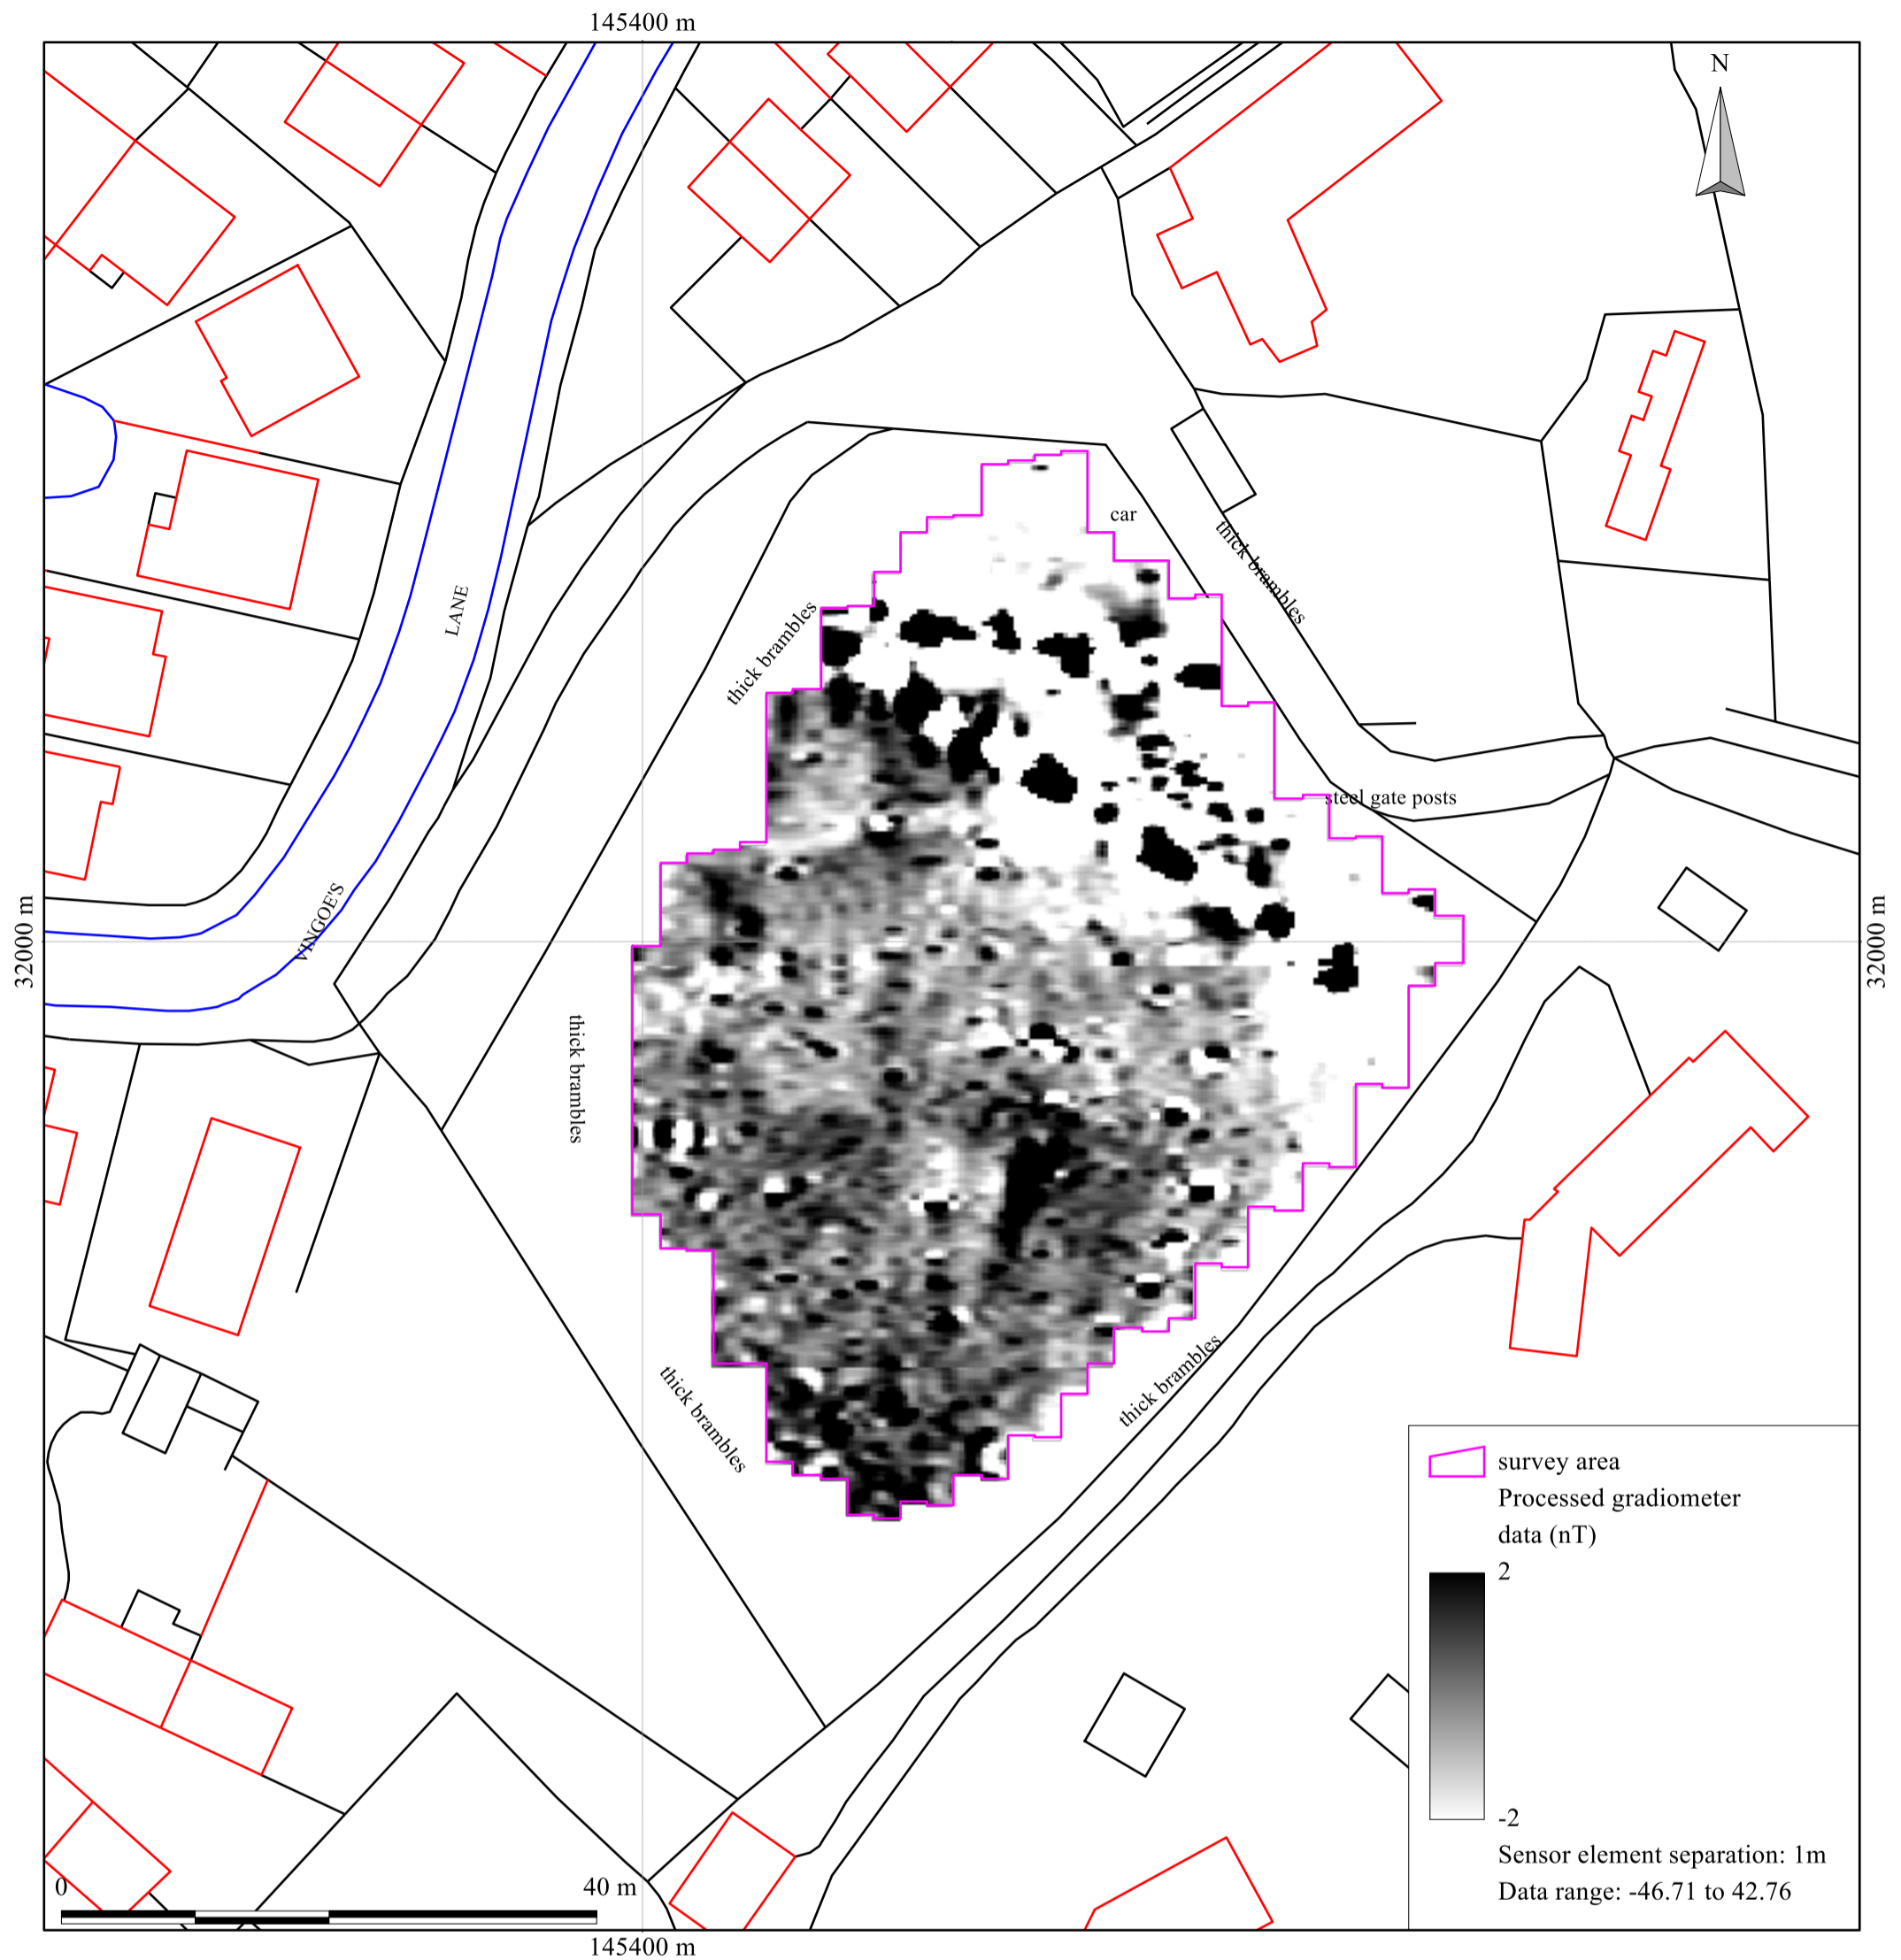 145400 m
N
car
thick brambles
thick brambles
LANE
steel gate posts
VINGOE'S
32000 m
32000 m
thick brambles
thick brambles
thick brambles
survey area
Processed gradiometer
data (nT)
2
-2
Sensor element separation: 1m
Data range: -46.71 to 42.76
0
40 m
145400 m